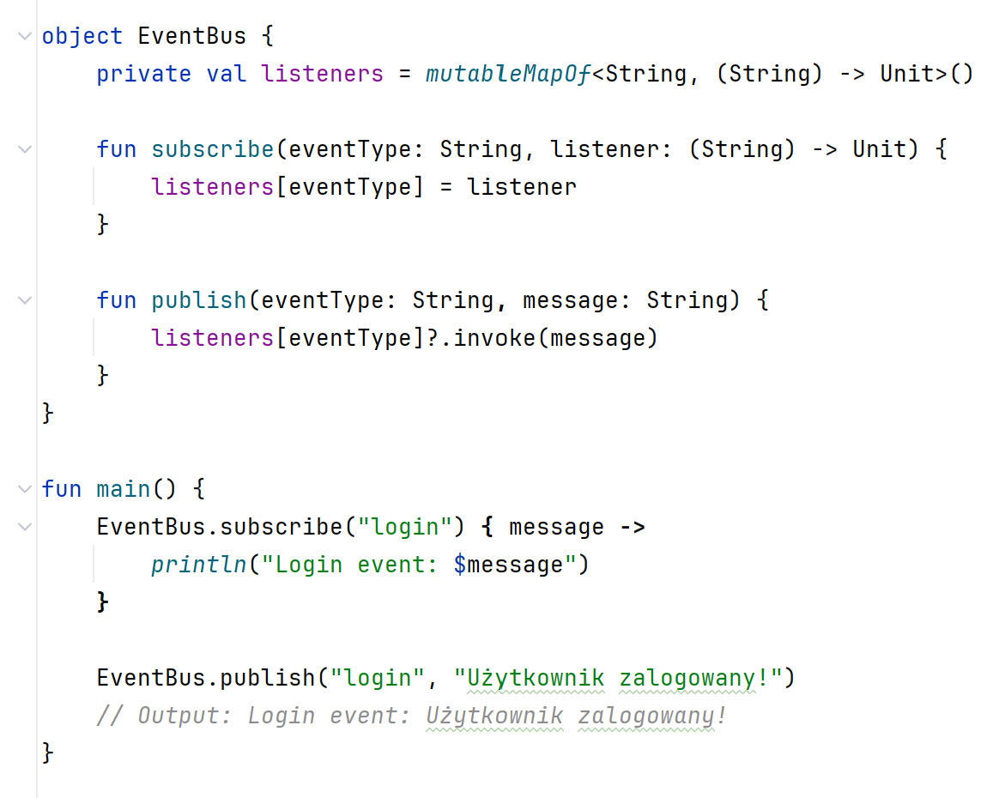 object EventBus {
    private val listeners = mutableMapOf<String, (String) -> Unit>()
    fun subscribe(eventType: String, listener: (String) -> Unit) {
        listeners[eventType] = listener
    }
    fun publish(eventType: String, message: String) {
        listeners[eventType]?.invoke(message)
    }
}
fun main() {
    EventBus.subscribe("login") { message ->
        println("Login event: $message")
    }
    EventBus.publish("login", "Użytkownik zalogowany!")
    // Output: Login event: Użytkownik zalogowany!
}